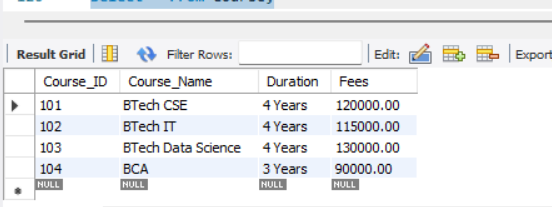 Result Grid Filter Rows: Edit: Export
Course_ID Course_Name Duration Fees
101 BTech CSE 4 Years 120000.00
102 BTech IT 4 Years 115000.00
103 BTech Data Science 4 Years 130000.00
104 BCA 3 Years 90000.00
NULL NULL NULL NULL